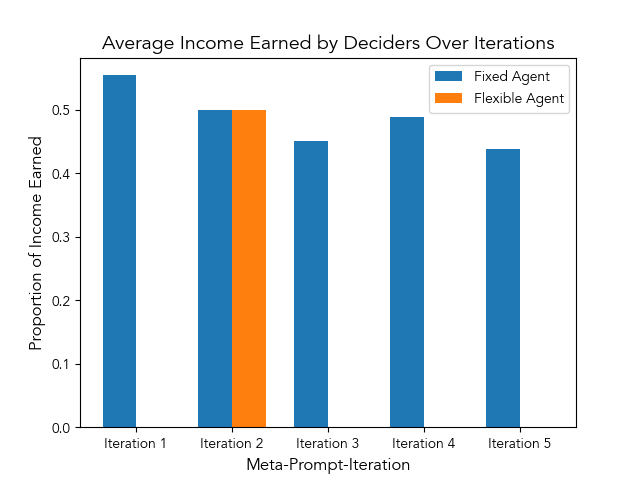 Average Income Earned by Deciders Over Iterations
Fixed Agent
Flexible Agent
Proportion of Income Earned
0.5
0.4
0.3
0.2
0.1
0.0
Iteration 1
Iteration 2
Iteration 3
Iteration 4
Iteration 5
Meta-Prompt-Iteration